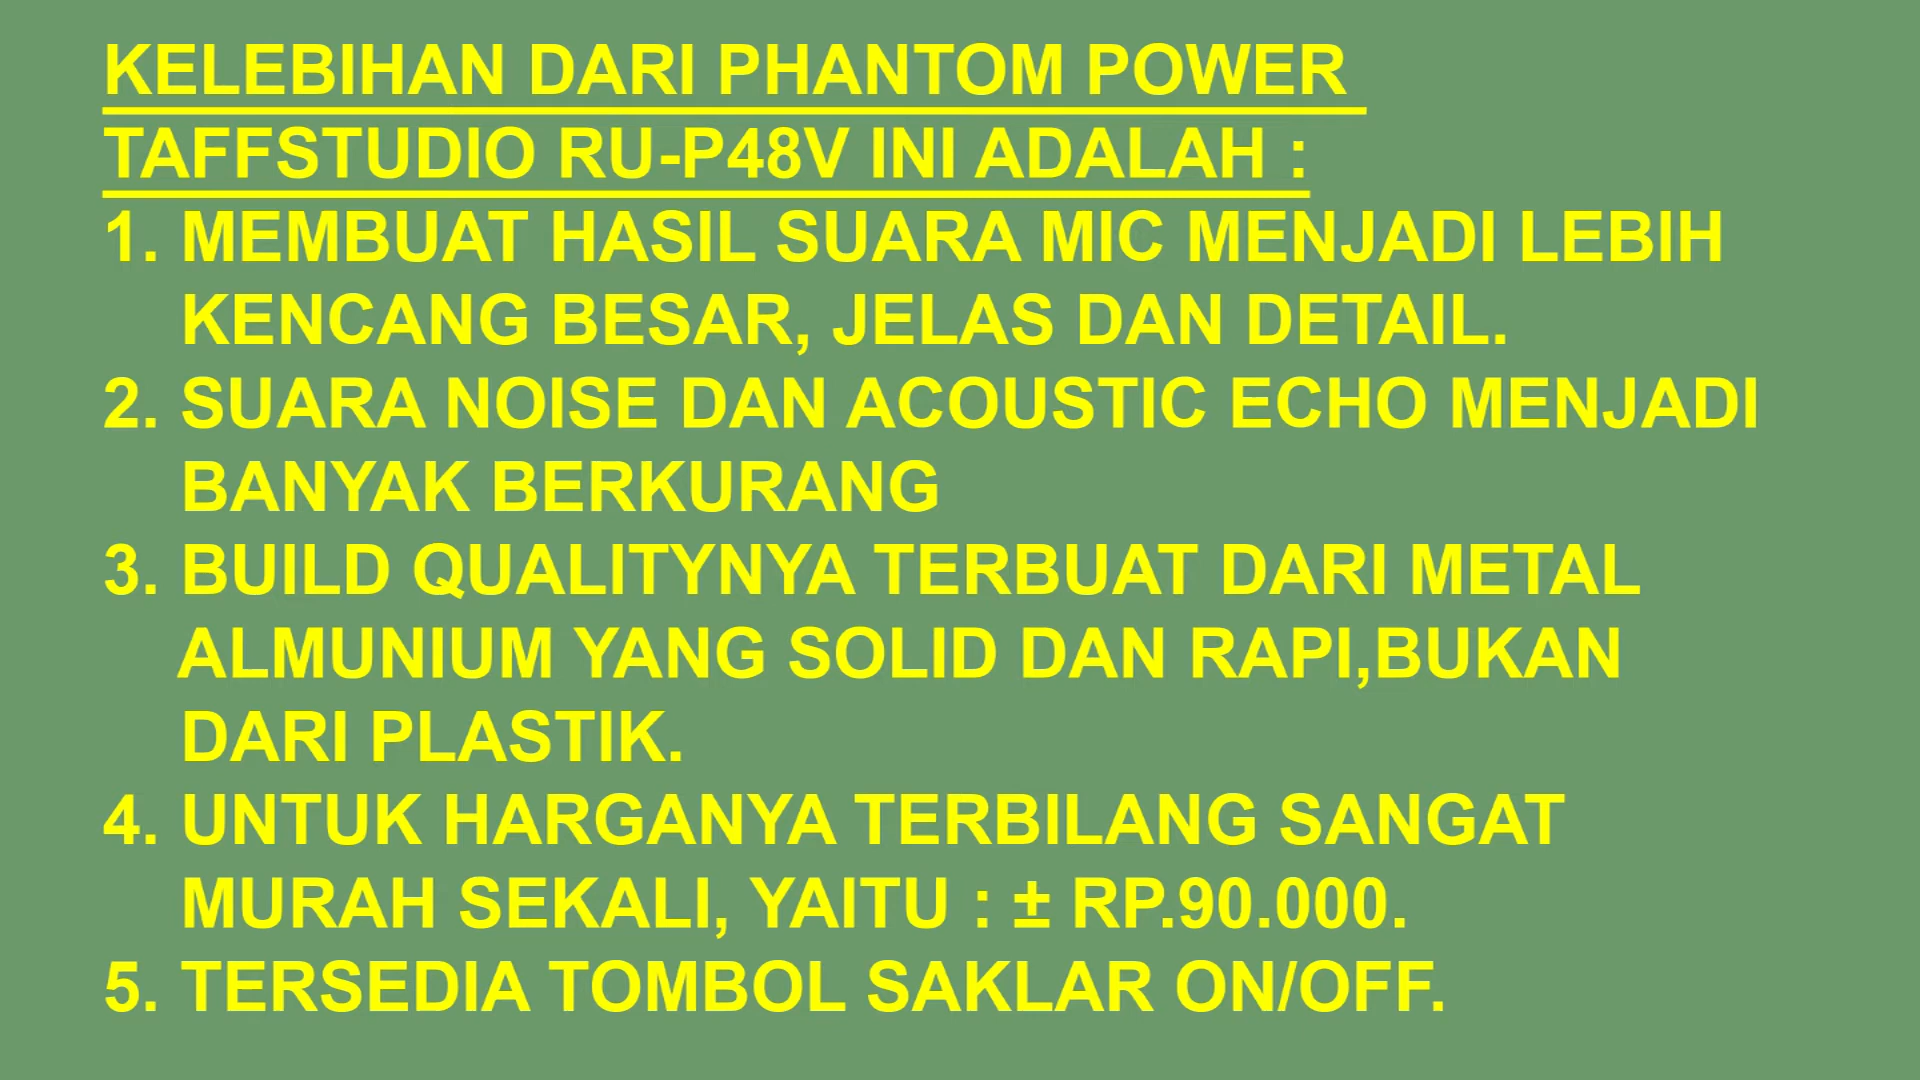 KELEBIHAN DARI PHANTOM POWER
TAFFSTUDIO RU-P48V INI ADALAH :
1. MEMBUAT HASIL SUARA MIC MENJADI LEBIH
KENCANG BESAR, JELAS DAN DETAIL.
2. SUARA NOISE DAN ACOUSTIC ECHO MENJADI
BANYAK BERKURANG
3. BUILD QUALITYNYA TERBUAT DARI METAL
ALMUNIUM YANG SOLID DAN RAPI,BUKAN
DARI PLASTIK.
4. UNTUK HARGANYA TERBILANG SANGAT
MURAH SEKALI, YAITU : ± RP.90.000.
5. TERSEDIA TOMBOL SAKLAR ON/OFF.